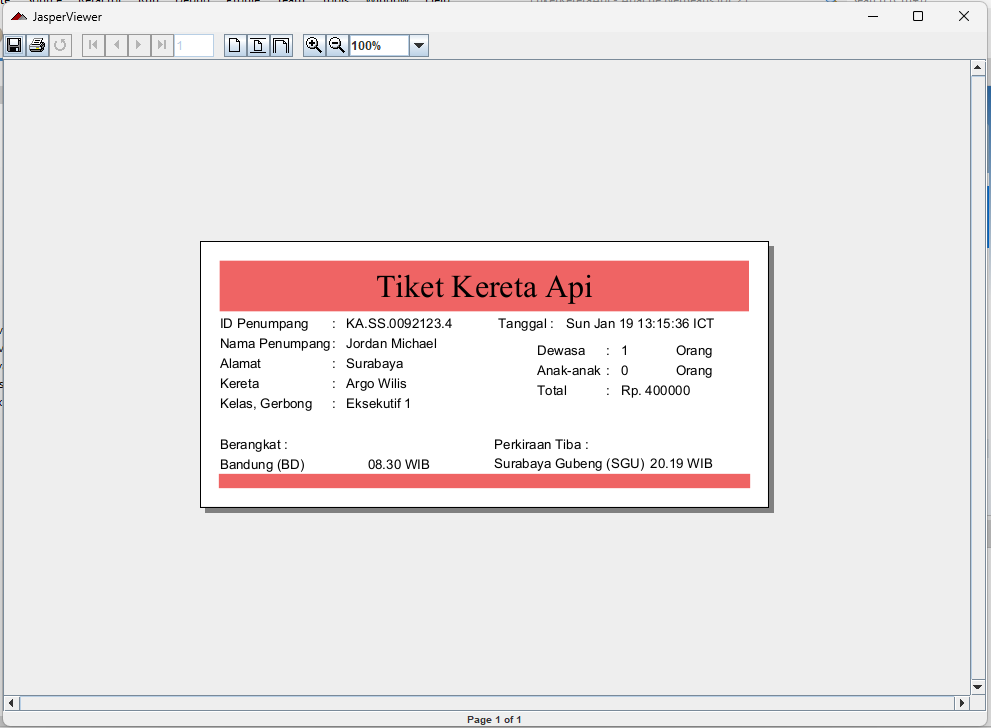 JasperViewer
1
100%
Tiket Kereta Api
ID Penumpang : KA.SS.0092123.4 Tanggal : Sun Jan 19 13:15:36 ICT
Nama Penumpang : Jordan Michael
Dewasa : 1 Orang
Alamat : Surabaya
Anak-anak : 0 Orang
Kereta : Argo Wilis
Total : Rp. 400000
Kelas, Gerbong : Eksekutif 1
Berangkat : Perkiraan Tiba :
Bandung (BD) 08.30 WIB Surabaya Gubeng (SGU) 20.19 WIB
Page 1 of 1